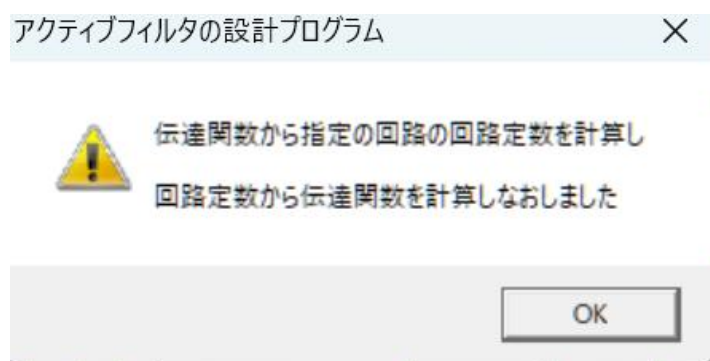 アクティブフィルタの設計プログラム
伝達関数から指定の回路の回路定数を計算し
回路定数から伝達関数を計算しなおしました
OK